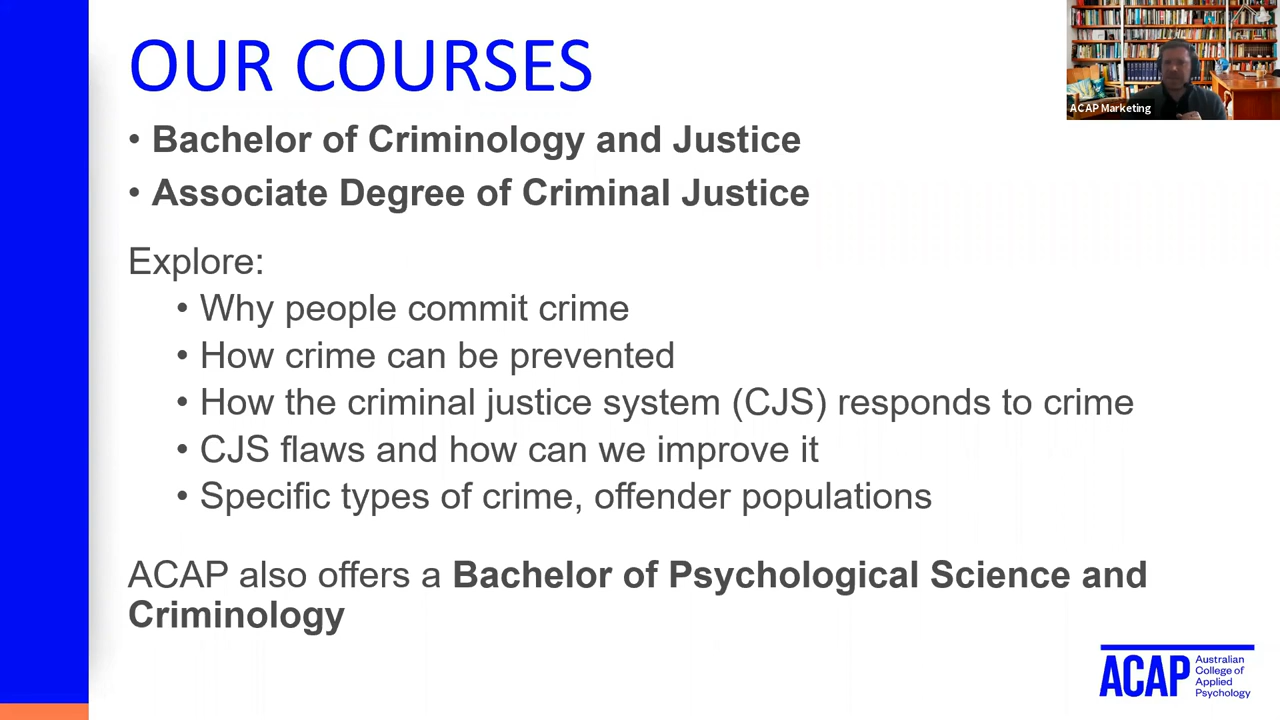 OUR COURSES
• Bachelor of Criminology and Justice
• Associate Degree of Criminal Justice
Explore:
• Why people commit crime
• How crime can be prevented
• How the criminal justice system (CJS) responds to crime
• CJS flaws and how can we improve it
• Specific types of crime, offender populations
ACAP also offers a Bachelor of Psychological Science and
Criminology
ACAP Marketing
ACAP
Australian
College of
Applied
Psychology